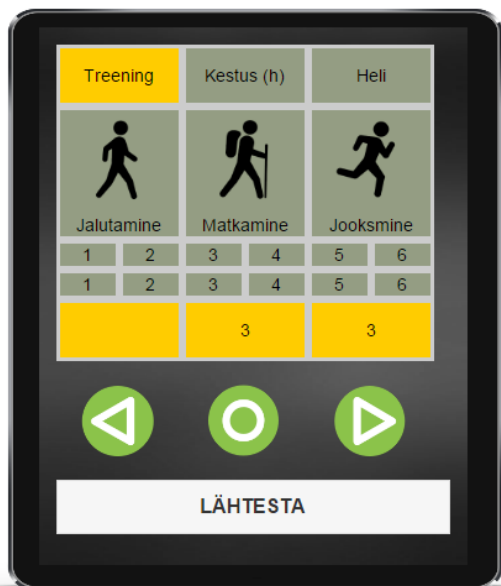 Treening Kestus (h) Heli
Jalutamine Matkamine Jooksmine
1 2 3 4 5 6
1 2 3 4 5 6
3 3
LÄHTESTA